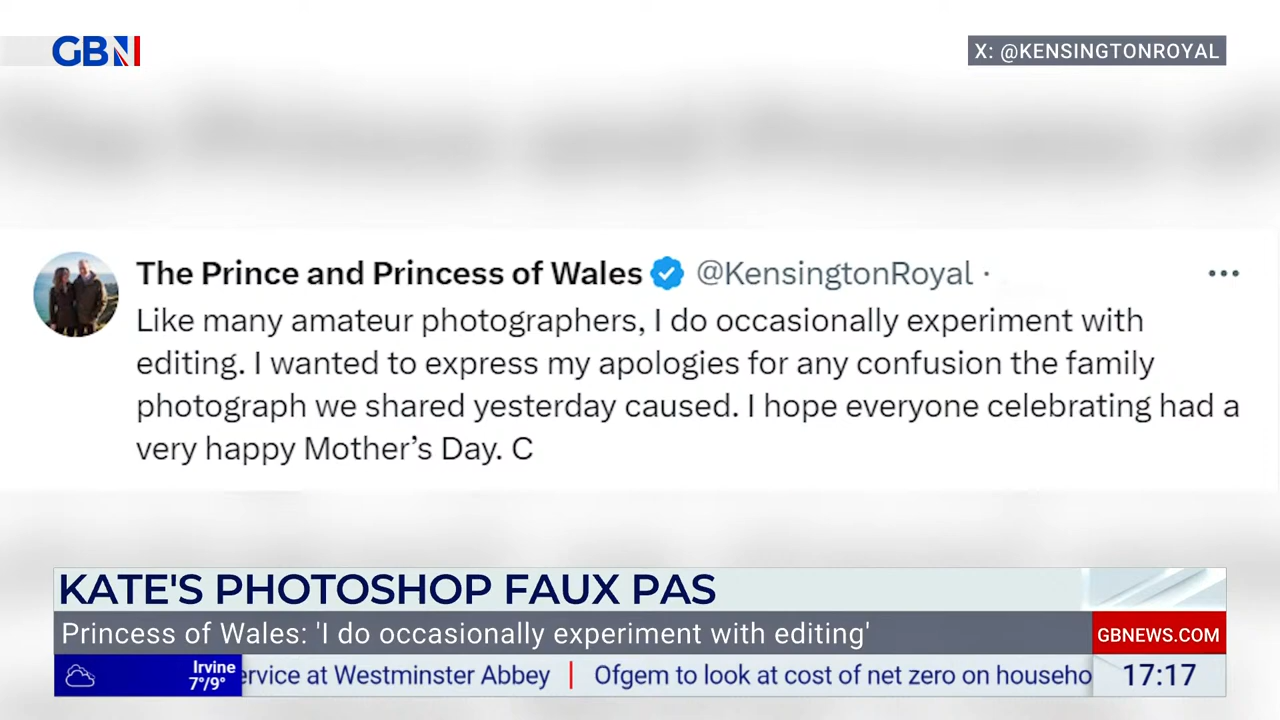 GBN
X: @KENSINGTONROYAL
The Prince and Princess of Wales @KensingtonRoyal ·
Like many amateur photographers, I do occasionally experiment with
editing. I wanted to express my apologies for any confusion the family
photograph we shared yesterday caused. I hope everyone celebrating had a
very happy Mother’s Day. C
KATE'S PHOTOSHOP FAUX PAS
Princess of Wales: 'I do occasionally experiment with editing'
GBNEWS.COM
Irvine
7°/9°
ervice at Westminster Abbey | Ofgem to look at cost of net zero on househo
17:17